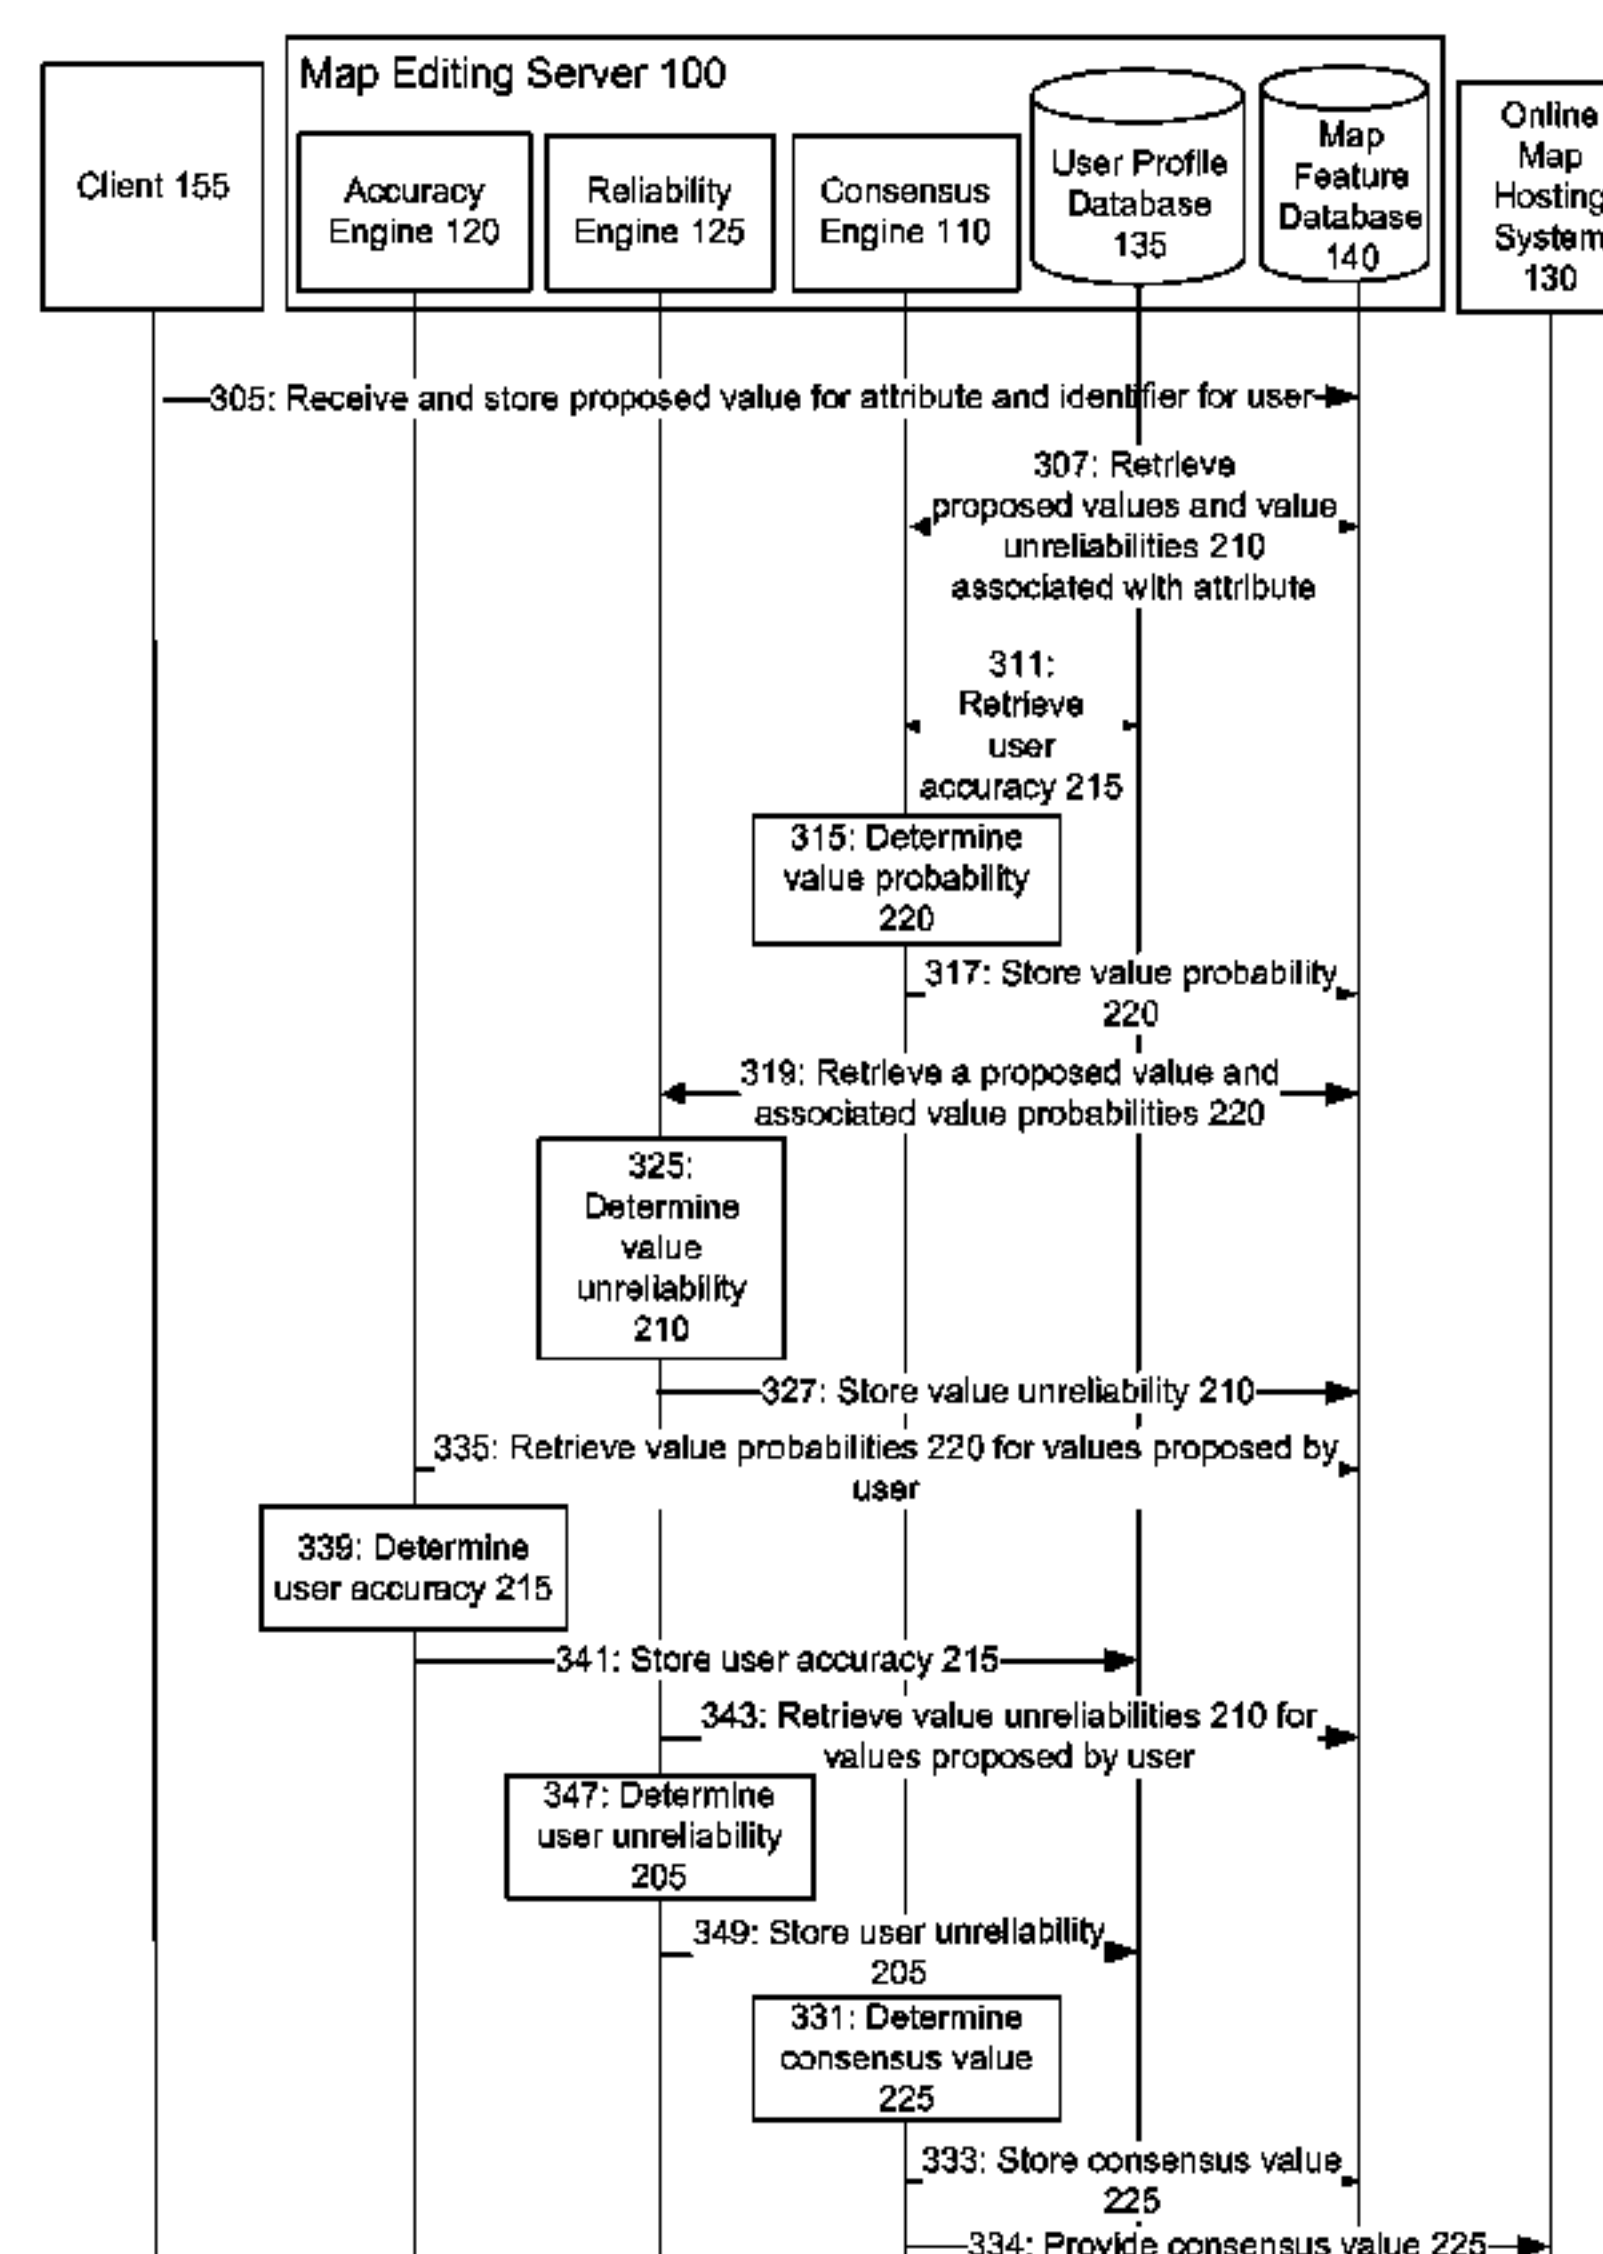 Map Editing Server 100
Client 155
Accuracy
Engine 120
Reliability
Engine 125
Consensus
Engine 110
User Profile
Database
135
Map
Feature
Database
140
Online
Map
Hosting
System
130
305: Receive and store proposed value for attribute and identifier for user
307: Retrieve
proposed values and value
unreliabilities 210
associated with attribute
311:
Retrieve
user
accuracy 215
315: Determine
value probability
220
317: Store value probability
220
319: Retrieve a proposed value and
associated value probabilities 220
325:
Determine
value
unreliability
210
327: Store value unreliability 210
335: Retrieve value probabilities 220 for values proposed by
user
339: Determine
user accuracy 215
341: Store user accuracy 215
343: Retrieve value unreliabilities 210 for
values proposed by user
347: Determine
user unreliability
205
349: Store user unreliability
205
331: Determine
consensus value
225
333: Store consensus value
225
334: Provide consensus value 225